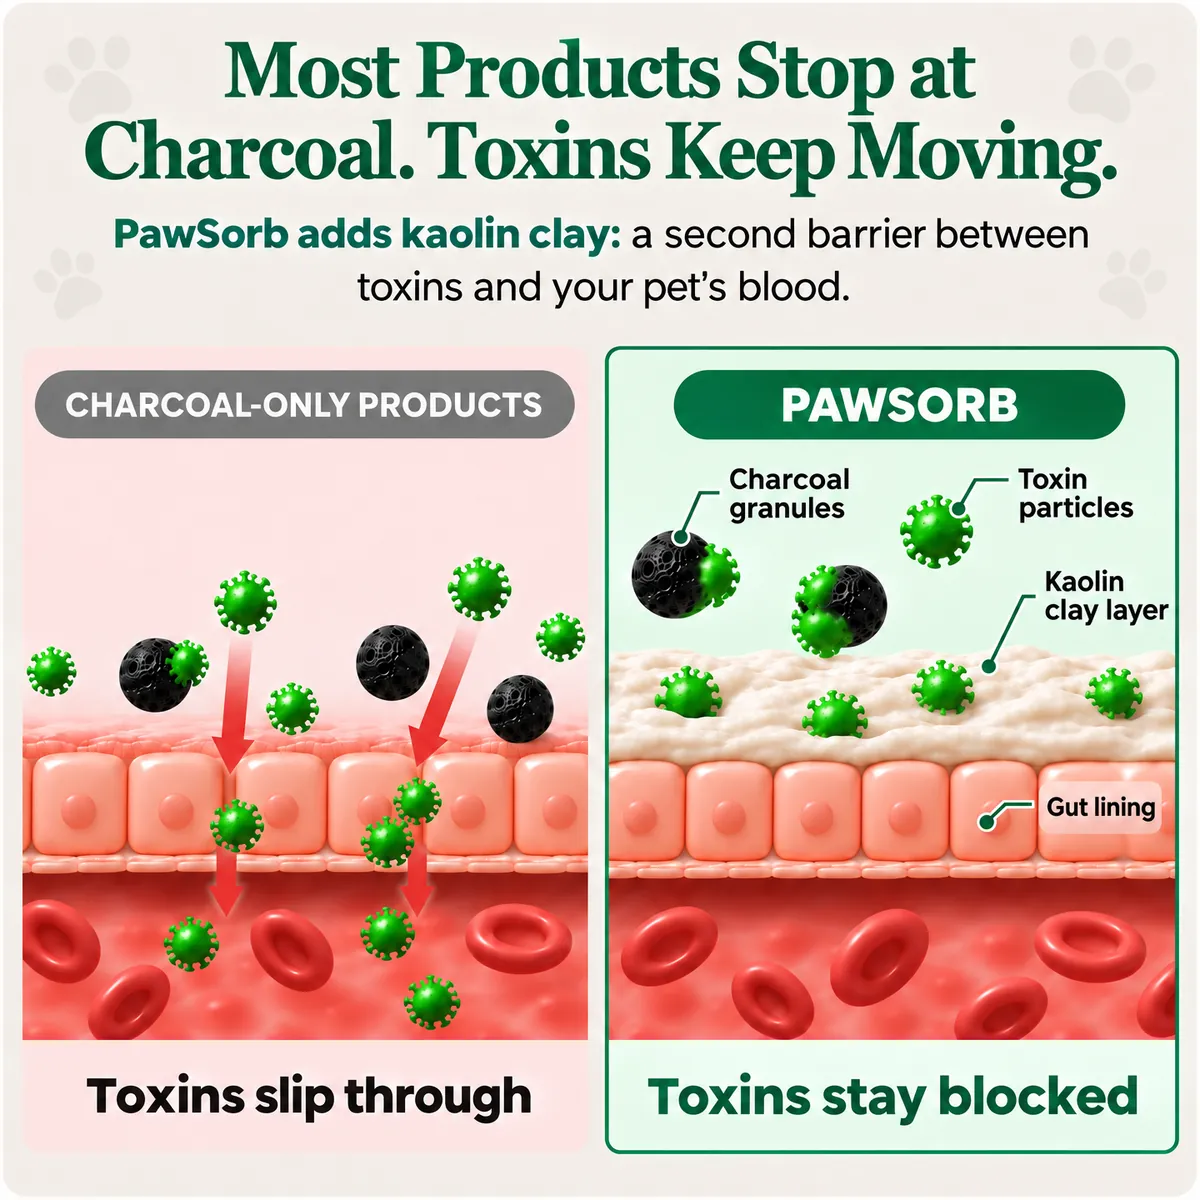 Most Products Stop at
Charcoal. Toxins Keep Moving.
PawSorb adds kaolin clay: a second barrier between
toxins and your pet's blood.
CHARCOAL-ONLY PRODUCTS
Toxins slip through
PAWSORB
Charcoal
granules
Toxin
particles
Kaolin
clay layer
Gut lining
Toxins stay blocked